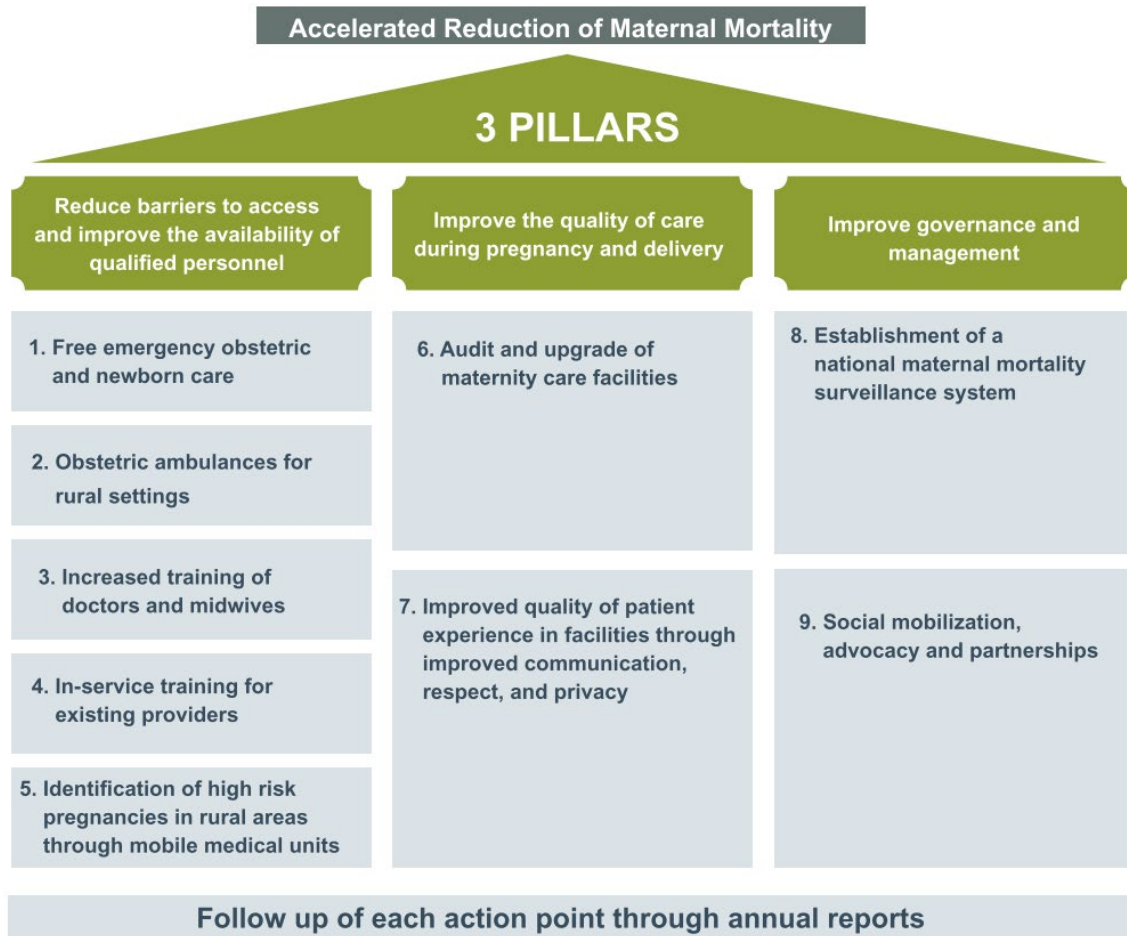 Accelerated Reduction of Maternal Mortality
3 PILLARS
Reduce barriers to access
and improve the availability of
qualified personnel
1. Free emergency obstetric
and newborn care
2. Obstetric ambulances for
rural settings
3. Increased training of
doctors and midwives
4. In-service training for
existing providers
5. Identification of high risk
pregnancies in rural areas
through mobile medical units
Improve the quality of care
during pregnancy and delivery
6. Audit and upgrade of
maternity care facilities
7. Improved quality of patient
experience in facilities through
improved communication,
respect, and privacy
Improve governance and
management
8. Establishment of a
national maternal mortality
surveillance system
9. Social mobilization,
advocacy and partnerships
Follow up of each action point through annual reports